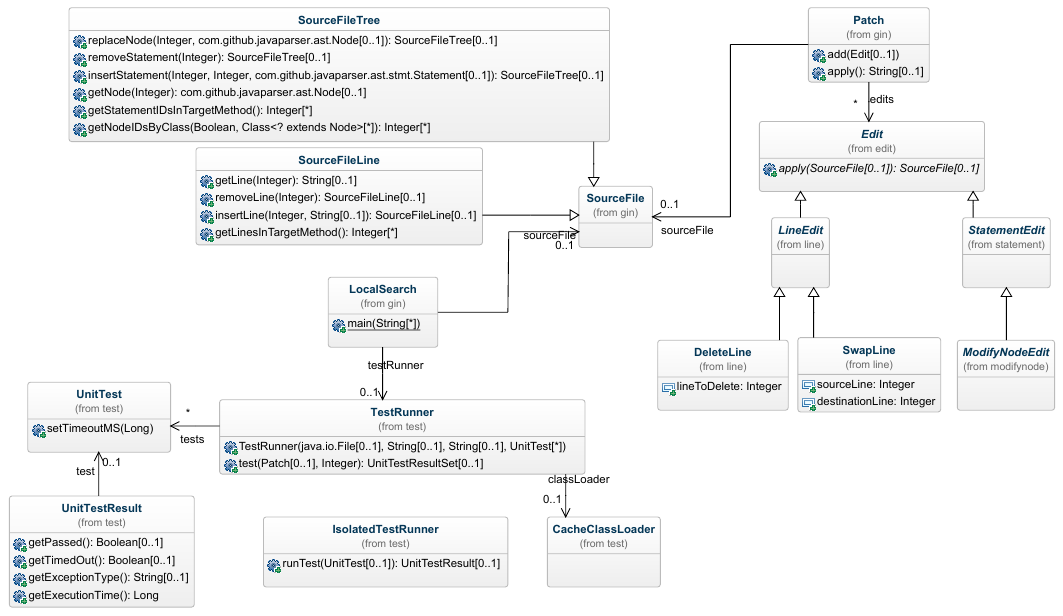 SourceFileTree
replaceNode(Integer, com.github.javaparser.ast.Node[0..1]): SourceFileTree[0..1]
removeStatement(Integer): SourceFileTree[0..1]
insertStatement(Integer, Integer, com.github.javaparser.ast.stmt.Statement[0..1]): SourceFileTree[0..1]
getNode(Integer): com.github.javaparser.ast.Node[0..1]
getStatementIDsInTargetMethod(): Integer[*]
getNodeIDsByClass(Boolean, Class<? extends Node>[*]): Integer[*]
Patch
(from gin)
add(Edit[0..1])
apply(): String[0..1]
* edits
Edit
(from edit)
apply(SourceFile[0..1]): SourceFile[0..1]
SourceFileLine
getLine(Integer): String[0..1]
removeLine(Integer): SourceFileLine[0..1]
insertLine(Integer, String[0..1]): SourceFileLine[0..1]
getLinesInTargetMethod(): Integer[*]
SourceFile
(from gin)
0..1
sourceFile
sourceFile
0..1
LineEdit
(from line)
StatementEdit
(from statement)
LocalSearch
(from gin)
main(String[*])
testRunner
0..1
DeleteLine
(from line)
lineToDelete: Integer
SwapLine
(from line)
sourceLine: Integer
destinationLine: Integer
ModifyNodeEdit
(from modifynode)
UnitTest
(from test)
setTimeoutMS(Long)
*
tests
TestRunner
(from test)
TestRunner(java.io.File[0..1], String[0..1], String[0..1], UnitTest[*])
test(Patch[0..1], Integer): UnitTestResultSet[0..1]
0..1
test
classLoader
0..1
UnitTestResult
(from test)
getPassed(): Boolean[0..1]
getTimedOut(): Boolean[0..1]
getExceptionType(): String[0..1]
getExecutionTime(): Long
IsolatedTestRunner
(from test)
runTest(UnitTest[0..1]): UnitTestResult[0..1]
CacheClassLoader
(from test)